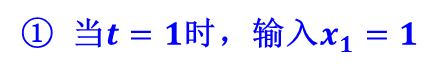 ① 当t = 1时，输入x₁ = 1